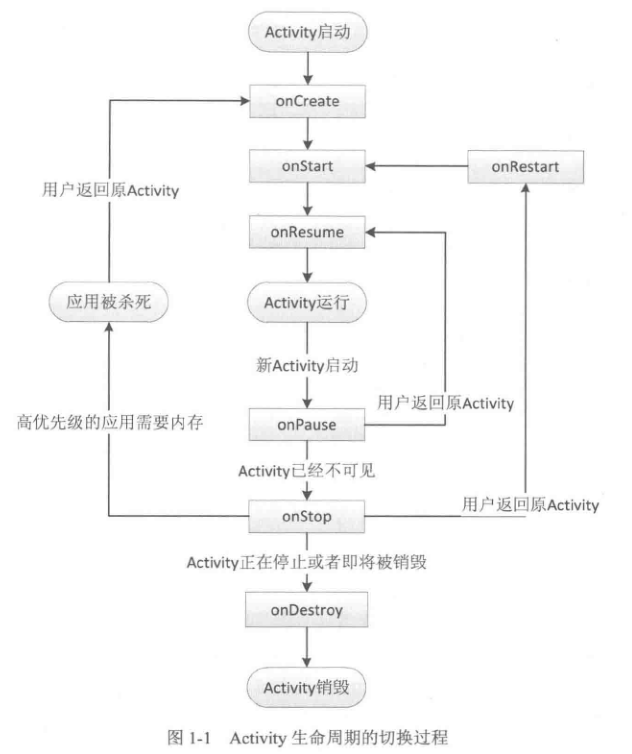 Activity启动
onCreate
onStart
onRestart
用户返回原Activity
onResume
应用被杀死
Activity运行
新Activity启动
用户返回原Activity
高优先级的应用需要内存
onPause
Activity已经不可见
用户返回原Activity
onStop
Activity正在停止或者即将被销毁
onDestroy
Activity销毁
图 1-1 Activity 生命周期的切换过程